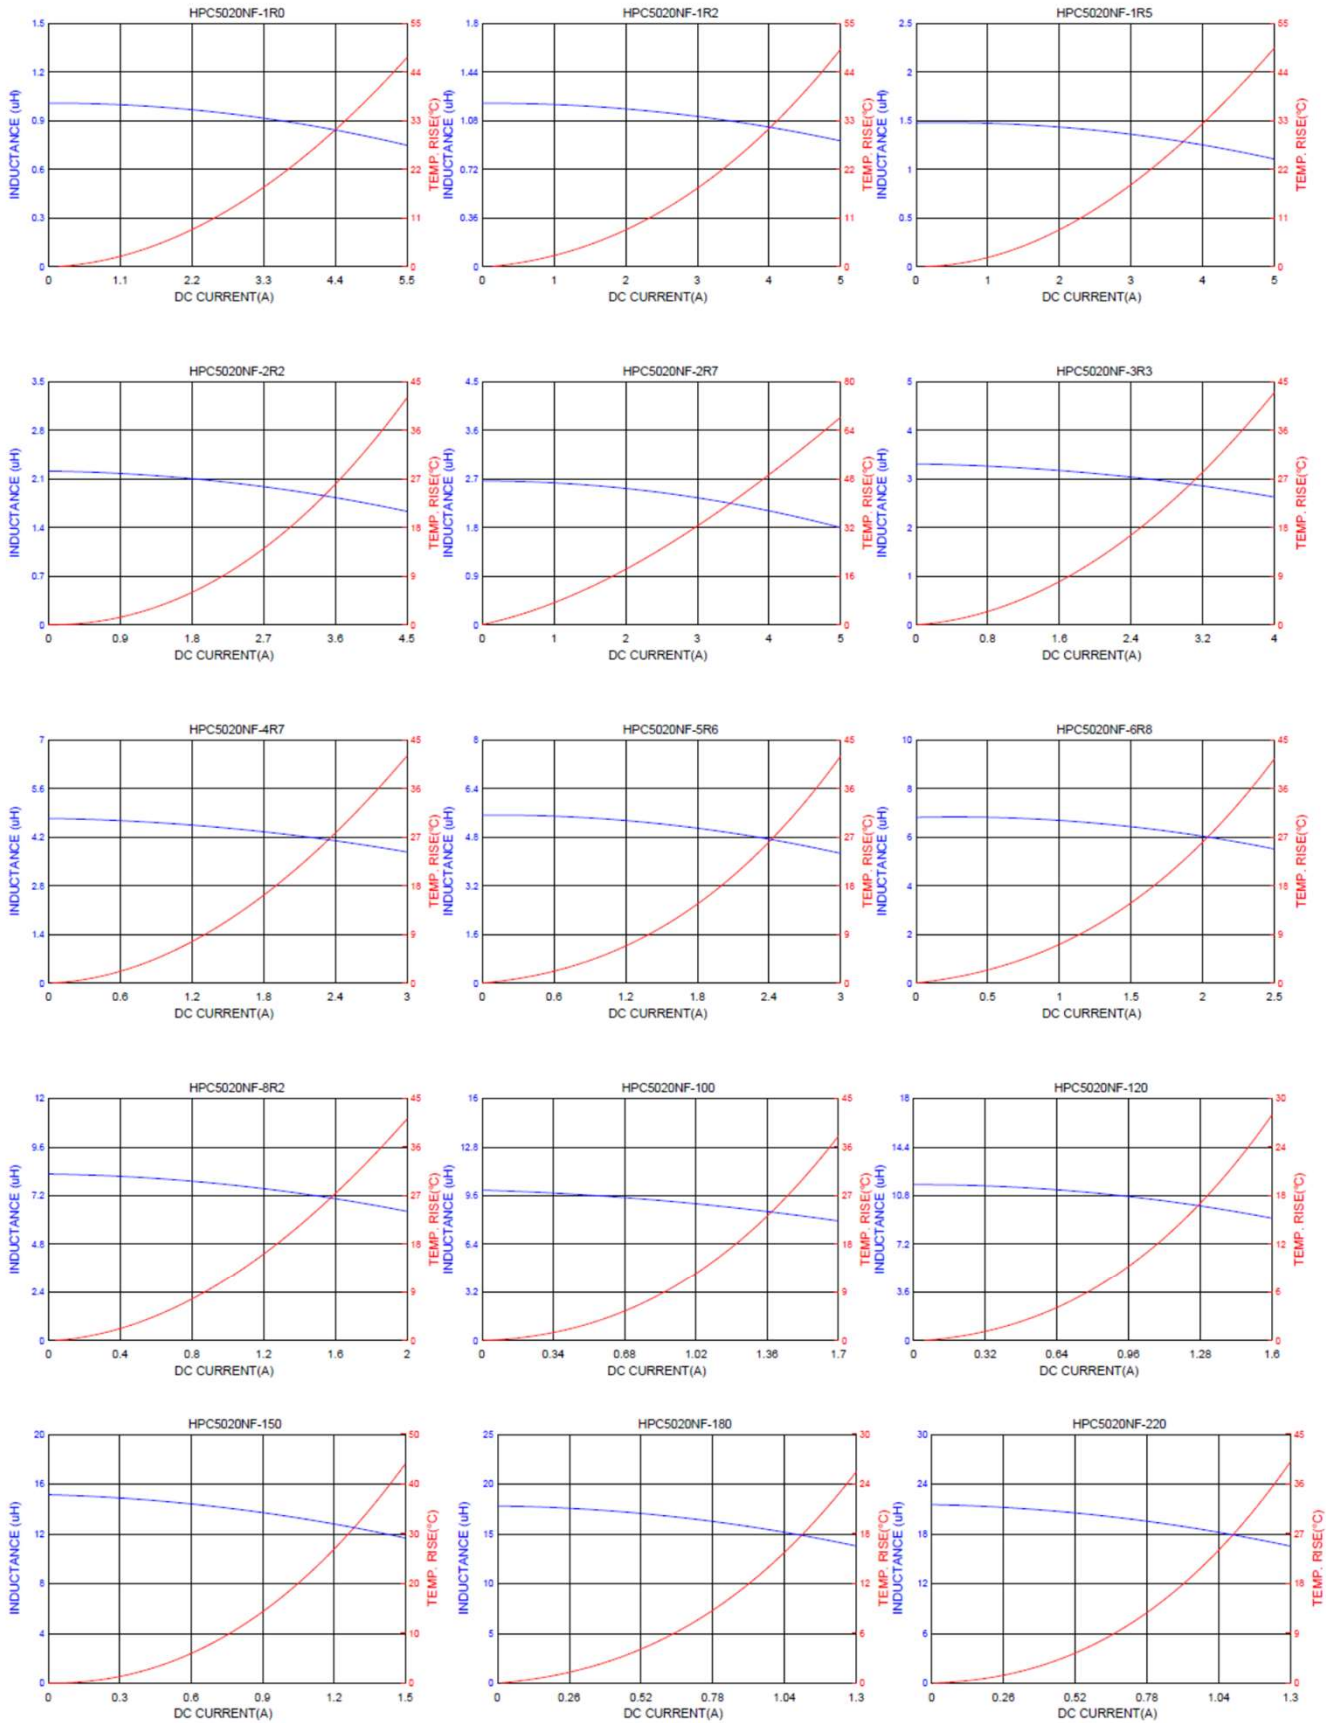 HPC5020NF-1R0
INDUCTANCE (uH)
1.5
1.2
0.9
0.6
0.3
0
55
44
33
22
11
0
TEMP. RISE(°C)
0 1.1 2.2 3.3 4.4 5.5
DC CURRENT(A)
HPC5020NF-1R2
INDUCTANCE (uH)
1.8
1.44
1.08
0.72
0.36
0
55
44
33
22
11
0
TEMP. RISE(°C)
0 1 2 3 4 5
DC CURRENT(A)
HPC5020NF-1R5
INDUCTANCE (uH)
2.5
2
1.5
1
0.5
0
55
44
33
22
11
0
TEMP. RISE(°C)
0 1 2 3 4 5
DC CURRENT(A)
HPC5020NF-2R2
INDUCTANCE (uH)
3.5
2.8
2.1
1.4
0.7
0
45
36
27
18
9
0
TEMP. RISE(°C)
0 0.9 1.8 2.7 3.6 4.5
DC CURRENT(A)
HPC5020NF-2R7
INDUCTANCE (uH)
4.5
3.6
2.7
1.8
0.9
0
80
64
48
32
16
0
TEMP. RISE(°C)
0 1 2 3 4 5
DC CURRENT(A)
HPC5020NF-3R3
INDUCTANCE (uH)
5
4
3
2
1
0
45
36
27
18
9
0
TEMP. RISE(°C)
0 0.8 1.6 2.4 3.2 4
DC CURRENT(A)
HPC5020NF-4R7
INDUCTANCE (uH)
7
5.6
4.2
2.8
1.4
0
45
36
27
18
9
0
TEMP. RISE(°C)
0 0.6 1.2 1.8 2.4 3
DC CURRENT(A)
HPC5020NF-5R6
INDUCTANCE (uH)
8
6.4
4.8
3.2
1.6
0
45
36
27
18
9
0
TEMP. RISE(°C)
0 0.6 1.2 1.8 2.4 3
DC CURRENT(A)
HPC5020NF-6R8
INDUCTANCE (uH)
10
8
6
4
2
0
45
36
27
18
9
0
TEMP. RISE(°C)
0 0.5 1 1.5 2 2.5
DC CURRENT(A)
HPC5020NF-8R2
INDUCTANCE (uH)
12
9.6
7.2
4.8
2.4
0
45
36
27
18
9
0
TEMP. RISE(°C)
0 0.4 0.8 1.2 1.6 2
DC CURRENT(A)
HPC5020NF-100
INDUCTANCE (uH)
16
12.8
9.6
6.4
3.2
0
45
36
27
18
9
0
TEMP. RISE(°C)
0 0.34 0.68 1.02 1.36 1.7
DC CURRENT(A)
HPC5020NF-120
INDUCTANCE (uH)
18
14.4
10.8
7.2
3.6
0
30
24
18
12
6
0
TEMP. RISE(°C)
0 0.32 0.64 0.96 1.28 1.6
DC CURRENT(A)
HPC5020NF-150
INDUCTANCE (uH)
20
16
12
8
4
0
50
40
30
20
10
0
TEMP. RISE(°C)
0 0.3 0.6 0.9 1.2 1.5
DC CURRENT(A)
HPC5020NF-180
INDUCTANCE (uH)
25
20
15
10
5
0
30
24
18
12
6
0
TEMP. RISE(°C)
0 0.26 0.52 0.78 1.04 1.3
DC CURRENT(A)
HPC5020NF-220
INDUCTANCE (uH)
30
24
18
12
6
0
45
36
27
18
9
0
TEMP. RISE(°C)
0 0.26 0.52 0.78 1.04 1.3
DC CURRENT(A)